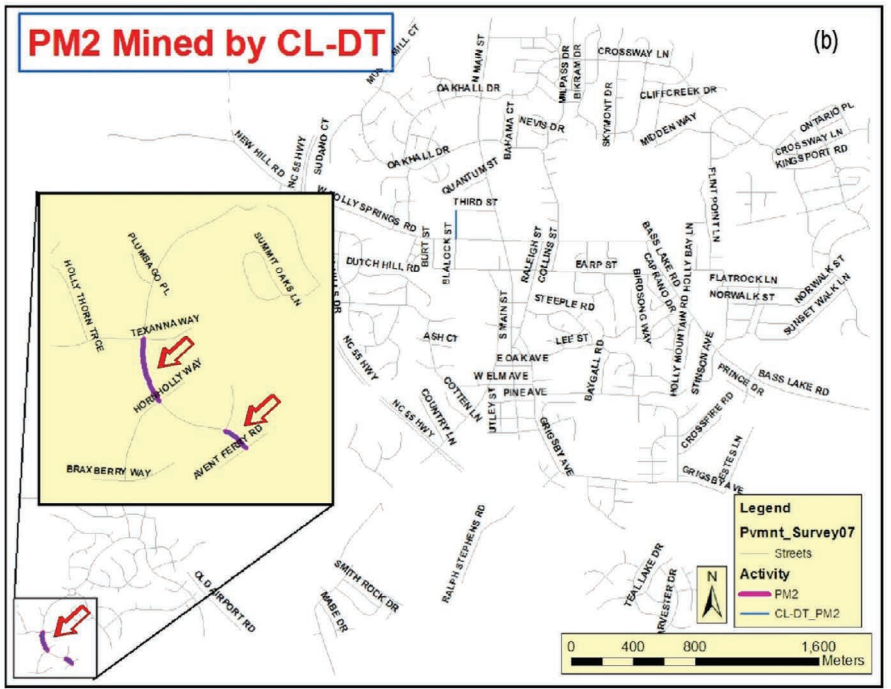 PM2 Mined by CL-DT
(b)
MILL CT
N MAIN ST
MILPASS DR
BIKRAM DR
CROSSWAY LN
OAKHALL DR
SKYMONT DR
CLIFFCREEK DR
BAHAMA CT
NEVIS DR
MIDDEN WAY
ONTARIO PL
CROSSWAY LN
KINGSPORT RD
NEW HILL RD
NC 55 HWY
SUDANO CT
OAKHALL DR
QUANTUM ST
FLINT POINT LN
W HOLLY SPRINGS RD
THIRD ST
BURT ST
BLALOCK ST
RALEIGH ST
COLLINS ST
BASS LAKE RD
HOLLY BAY LN
DUTCH HILL RD
EARP ST
CAPRANO DR
BIRDSONG WAY
FLATROCK LN
NORWALK ST
NORWALK ST
SUNSET WALK LN
STEEPLE RD
S MAIN ST
HOLLY MOUNTAIN RD
STINSON AVE
ASH CT
LEE ST
NC 55 HWY
E OAK AVE
BAYGALL RD
W ELM AVE
PINE AVE
PRINCE DR
BASS LAKE RD
COTTEN LN
COUNTRY LN
UTLEY ST
NC 55 HWY
GRIGSBY AVE
CROSSFIRE RD
ESTES LN
GRIGSBY AVE
HOLLY THORN TRCE
PLUMBAGO PL
SUMMIT OAKS LN
TEXANNA WAY
HORNHOLLY WAY
AVENT FERRY RD
BRAXBERRY WAY
OLD AIRPORT RD
SMITH ROCK DR
MABE DR
RALPH STEPHENS RD
TEAL LAKE DR
ARVESTER DR
Legend
Pvmnt_Survey07
Streets
Activity
PM2
CL-DT_PM2
N
0 400 800 1,600
Meters